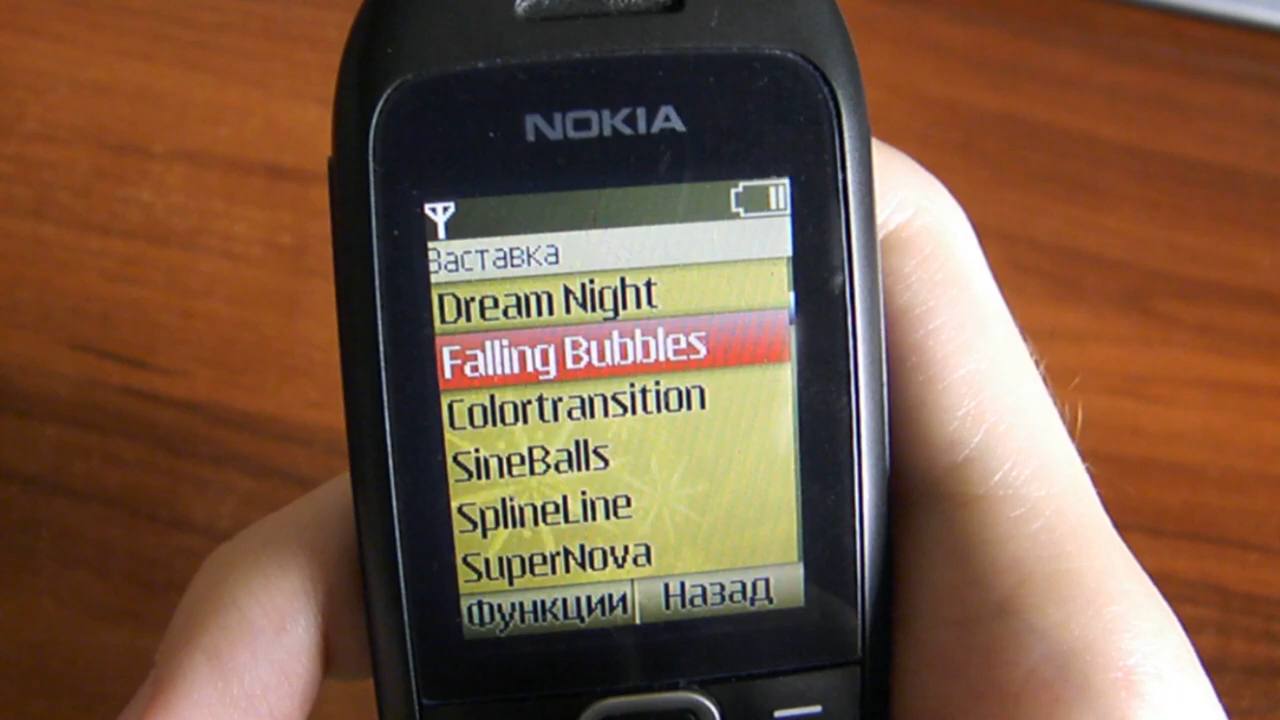 NOKIA
Заставка
Dream Night
Falling Bubbles
Colortransition
SineBalls
SplineLine
SuperNova
Функции Назад